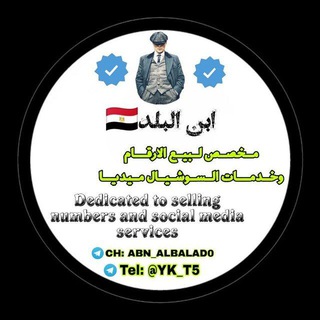 ابن البلد🇪🇬
مخصص لبيع الارقام
وخدمات السوشيال ميديا
Dedicated to selling
numbers and social media
services
CH: ABN_ALBALAD0
Tel: @YK_T5